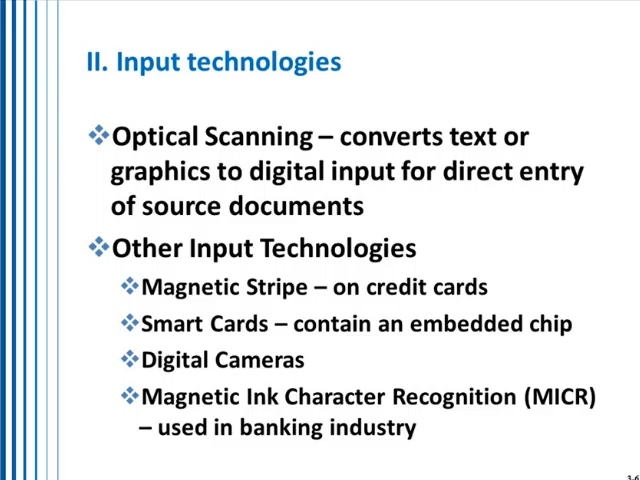 II. Input technologies
Optical Scanning – converts text or
graphics to digital input for direct entry
of source documents
Other Input Technologies
Magnetic Stripe – on credit cards
Smart Cards – contain an embedded chip
Digital Cameras
Magnetic Ink Character Recognition (MICR)
– used in banking industry
3-6